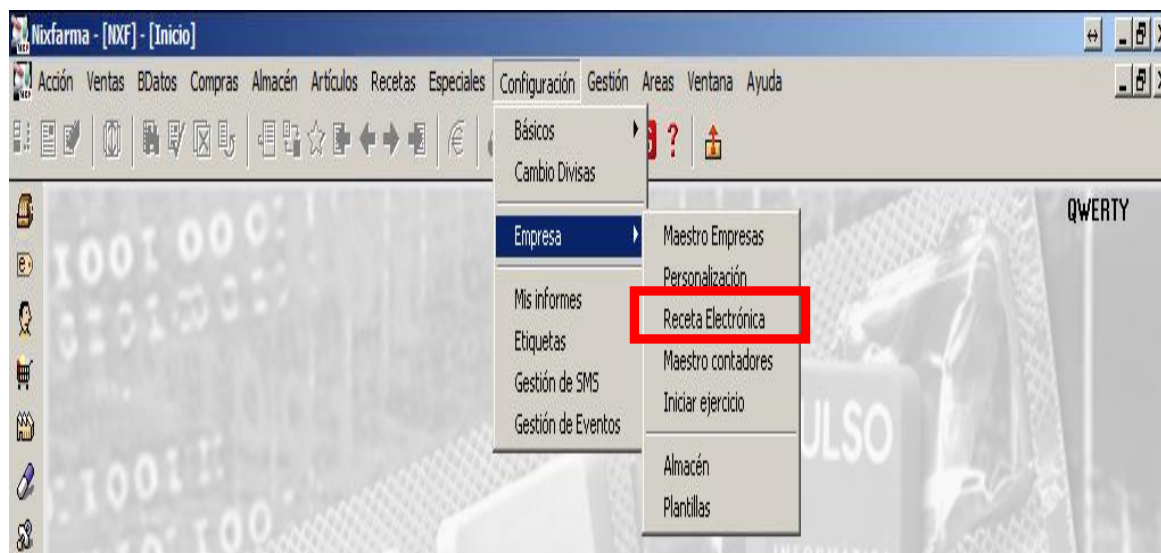 Nixfarma - [NXF] - [Inicio]
Acción Ventas BDatos Compras Almacén Artículos Recetas Especiales Configuración Gestión Areas Ventana Ayuda
Básicos
Cambio Divisas
Empresa
Mis informes
Etiquetas
Gestión de SMS
Gestión de Eventos
Maestro Empresas
Personalización
Receta Electrónica
Maestro contadores
Iniciar ejercicio
Almacén
Plantillas
QWERTY